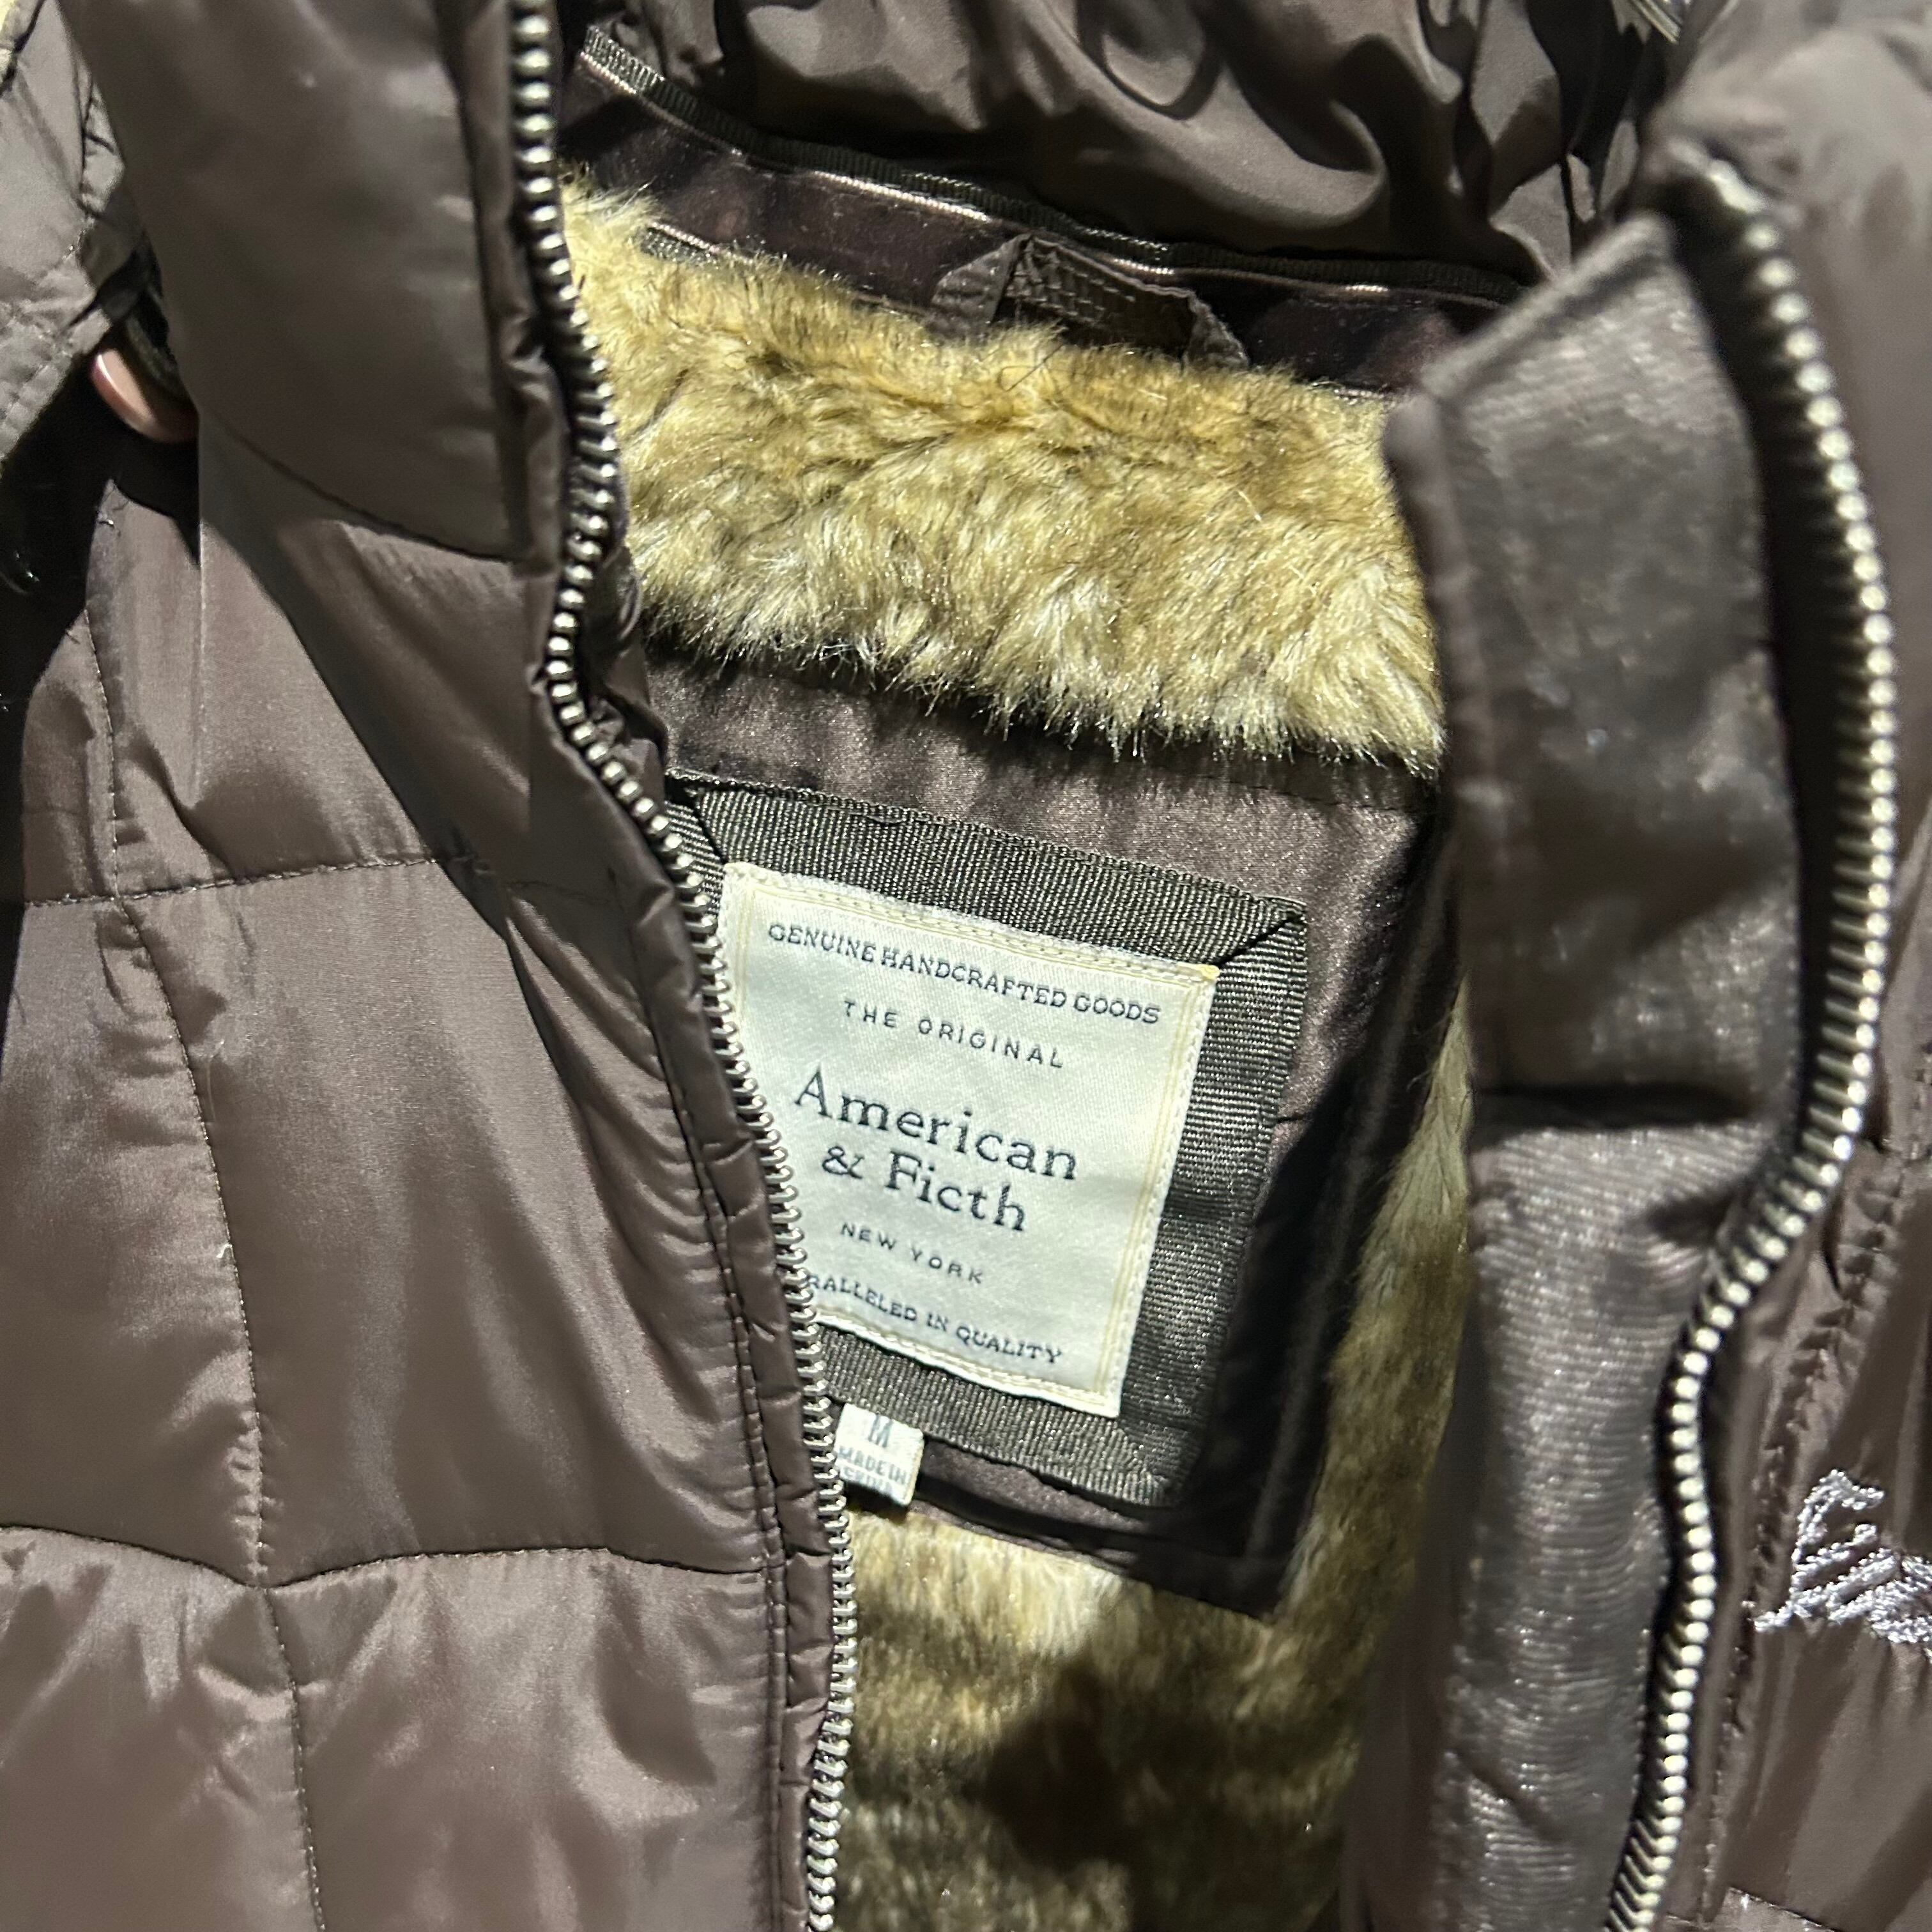 GENUINE HANDCRAFTED GOODS
THE ORIGINAL
American
& Ficth
NEW YORK
RALLELED IN QUALITY
M
MADE IN